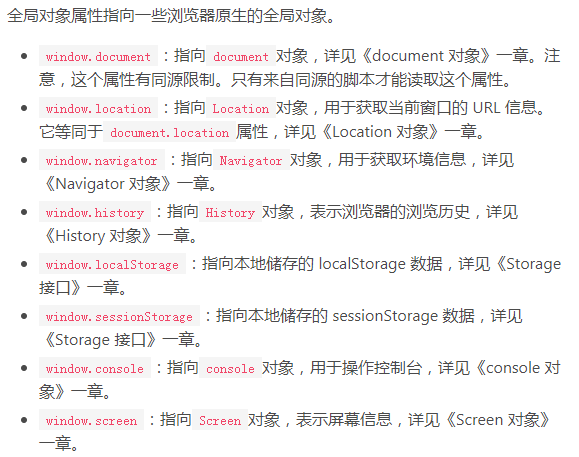 全局对象属性指向一些浏览器原生的全局对象。
window.document：指向 document 对象，详见《document 对象》一章。注
意，这个属性有同源限制。只有来自同源的脚本才能读取这个属性。
window.location：指向 Location 对象，用于获取当前窗口的 URL 信息。
它等同于 document.location 属性，详见《Location 对象》一章。
window.navigator：指向 Navigator 对象，用于获取环境信息，详见
《Navigator 对象》一章。
window.history：指向 History 对象，表示浏览器的浏览历史，详见
《History 对象》一章。
window.localStorage：指向本地储存的 localStorage 数据，详见《Storage
接口》一章。
window.sessionStorage：指向本地储存的 sessionStorage 数据，详见
《Storage 接口》一章。
window.console：指向 console 对象，用于操作控制台，详见《console 对
象》一章。
window.screen：指向 Screen 对象，表示屏幕信息，详见《Screen 对象》
一章。